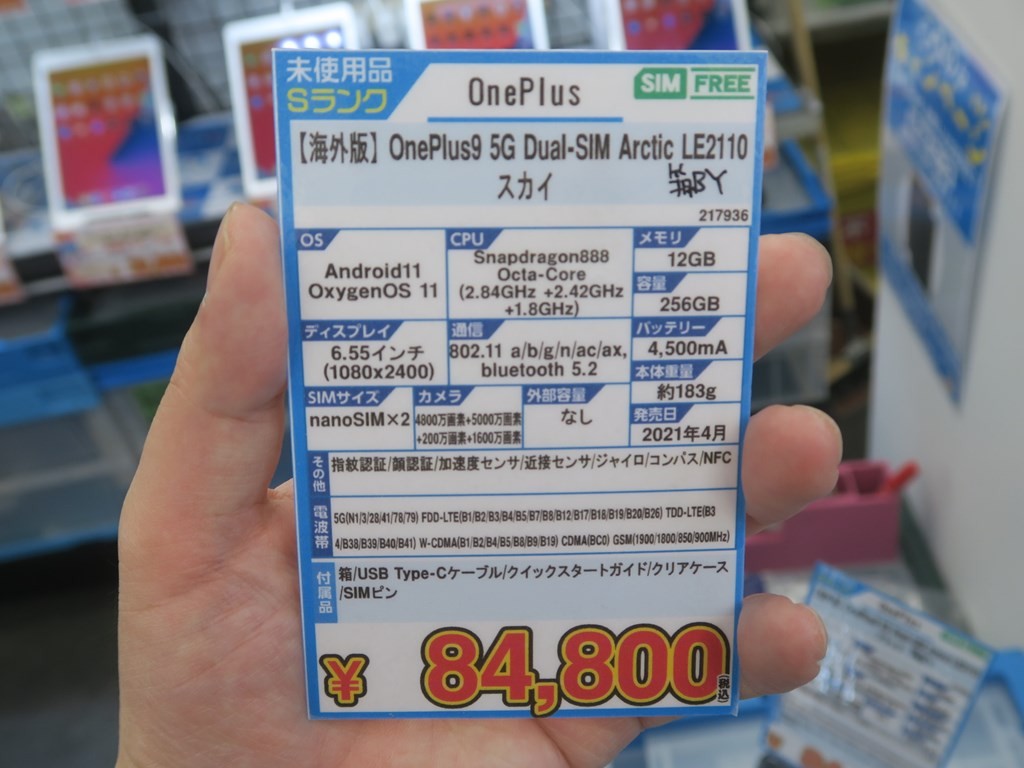 未使用品
Sランク
OnePlus
SIM FREE
【海外版】OnePlus9 5G Dual-SIM Arctic LE2110
スカイ
217936
OS
Android11
OxygenOS 11
CPU
Snapdragon888
Octa-Core
(2.84GHz +2.42GHz
+1.8GHz)
メモリ
12GB
容量
256GB
ディスプレイ
6.55インチ
(1080x2400)
通信
802.11 a/b/g/n/ac/ax,
bluetooth 5.2
バッテリー
4,500mA
本体重量
約183g
SIMサイズ
nanoSIM×2
カメラ
4800万画素+5000万画素
+200万画素+1600万画素
外部容量
なし
発売日
2021年4月
その他
指紋認証/顔認証/加速度センサ/近接センサ/ジャイロ/コンパス/NFC
電波帯
5G(N1/3/28/41/78/79) FDD-LTE(B1/B2/B3/B4/B5/B7/B8/B12/B17/B18/B19/B20/B26) TDD-LTE(B3
4/B38/B39/B40/B41) W-CDMA(B1/B2/B4/B5/B8/B9/B19) CDMA(BC0) GSM(1900/1800/850/900MHz)
付属品
箱/USB Type-Cケーブル/クイックスタートガイド/クリアケース
/SIMピン
¥84,800(税込)